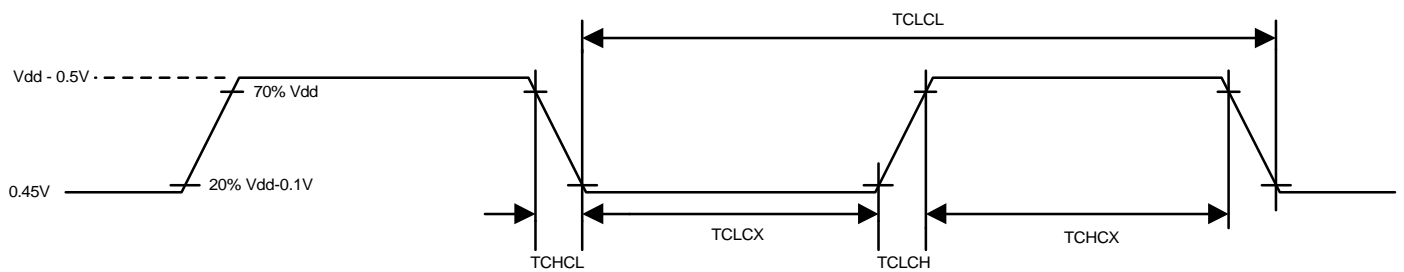 TCLCL
Vdd - 0.5V
70% Vdd
20% Vdd-0.1V
0.45V
TCLCX
TCHCX
TCHCL
TCLCH